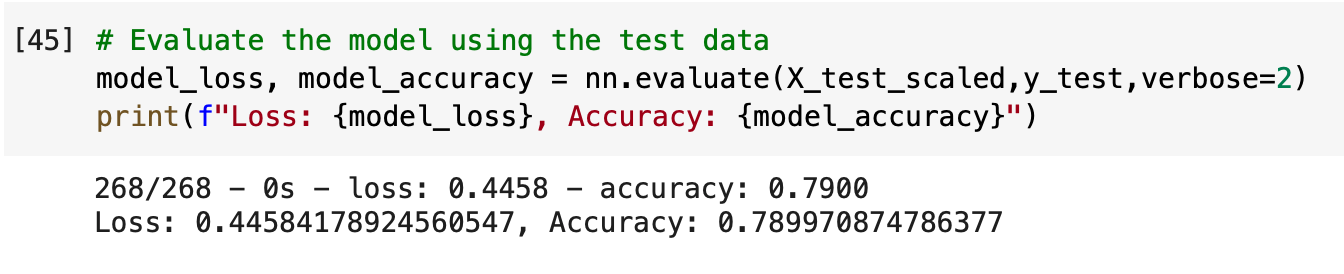 [45] # Evaluate the model using the test data
model_loss, model_accuracy = nn.evaluate(X_test_scaled,y_test,verbose=2)
print(f"Loss: {model_loss}, Accuracy: {model_accuracy}")
268/268 - 0s - loss: 0.4458 - accuracy: 0.7900
Loss: 0.44584178924560547, Accuracy: 0.789970874786377